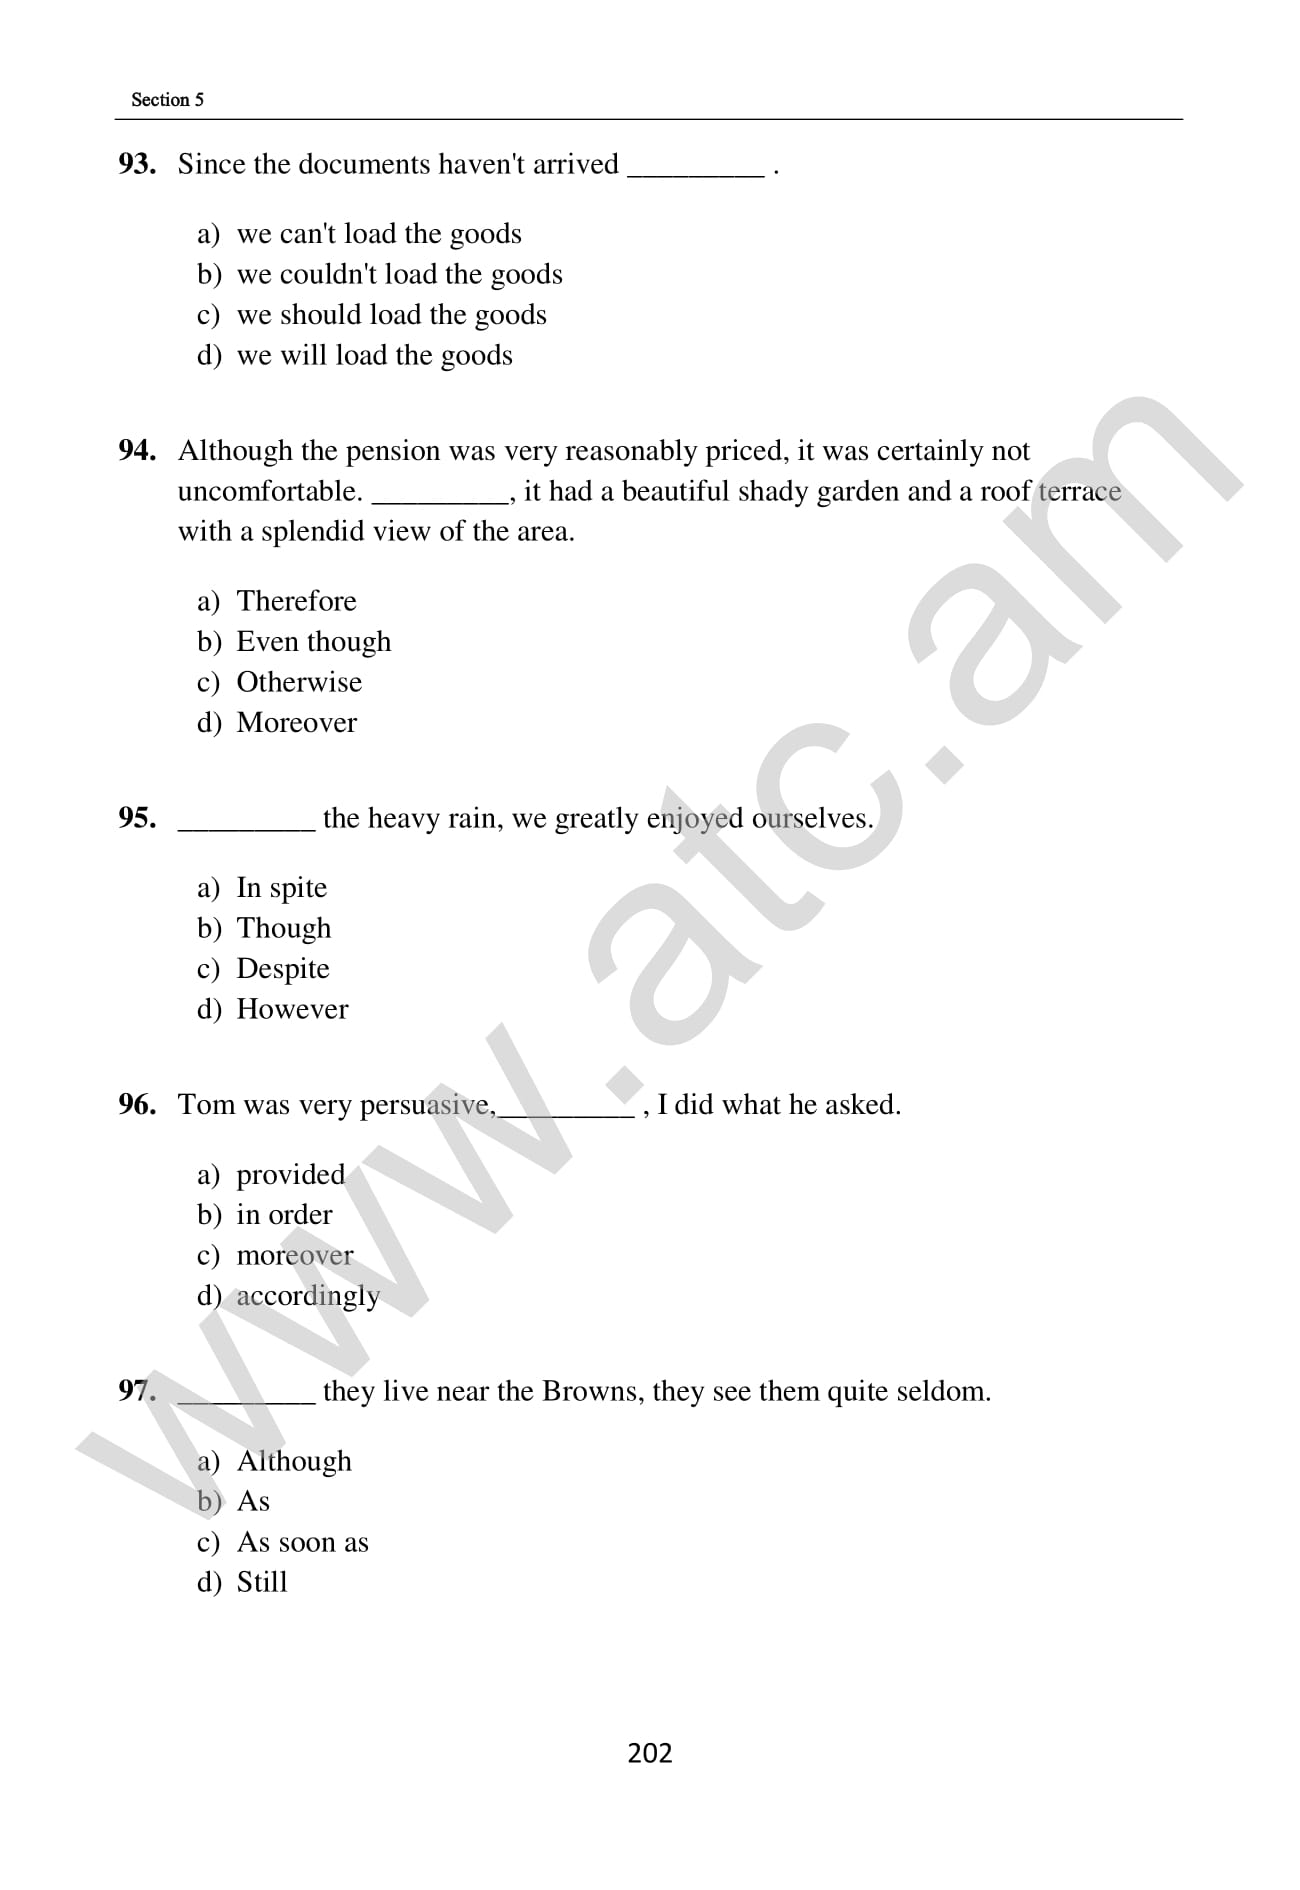 Section 5
93. Since the documents haven't arrived _________ .
a) we can't load the goods
b) we couldn't load the goods
c) we should load the goods
d) we will load the goods
94. Although the pension was very reasonably priced, it was certainly not
uncomfortable. _________, it had a beautiful shady garden and a roof terrace
with a splendid view of the area.
a) Therefore
b) Even though
c) Otherwise
d) Moreover
95. _________ the heavy rain, we greatly enjoyed ourselves.
a) In spite
b) Though
c) Despite
d) However
96. Tom was very persuasive,_________ , I did what he asked.
a) provided
b) in order
c) moreover
d) accordingly
97. _________ they live near the Browns, they see them quite seldom.
a) Although
b) As
c) As soon as
d) Still
202
www.atc.am